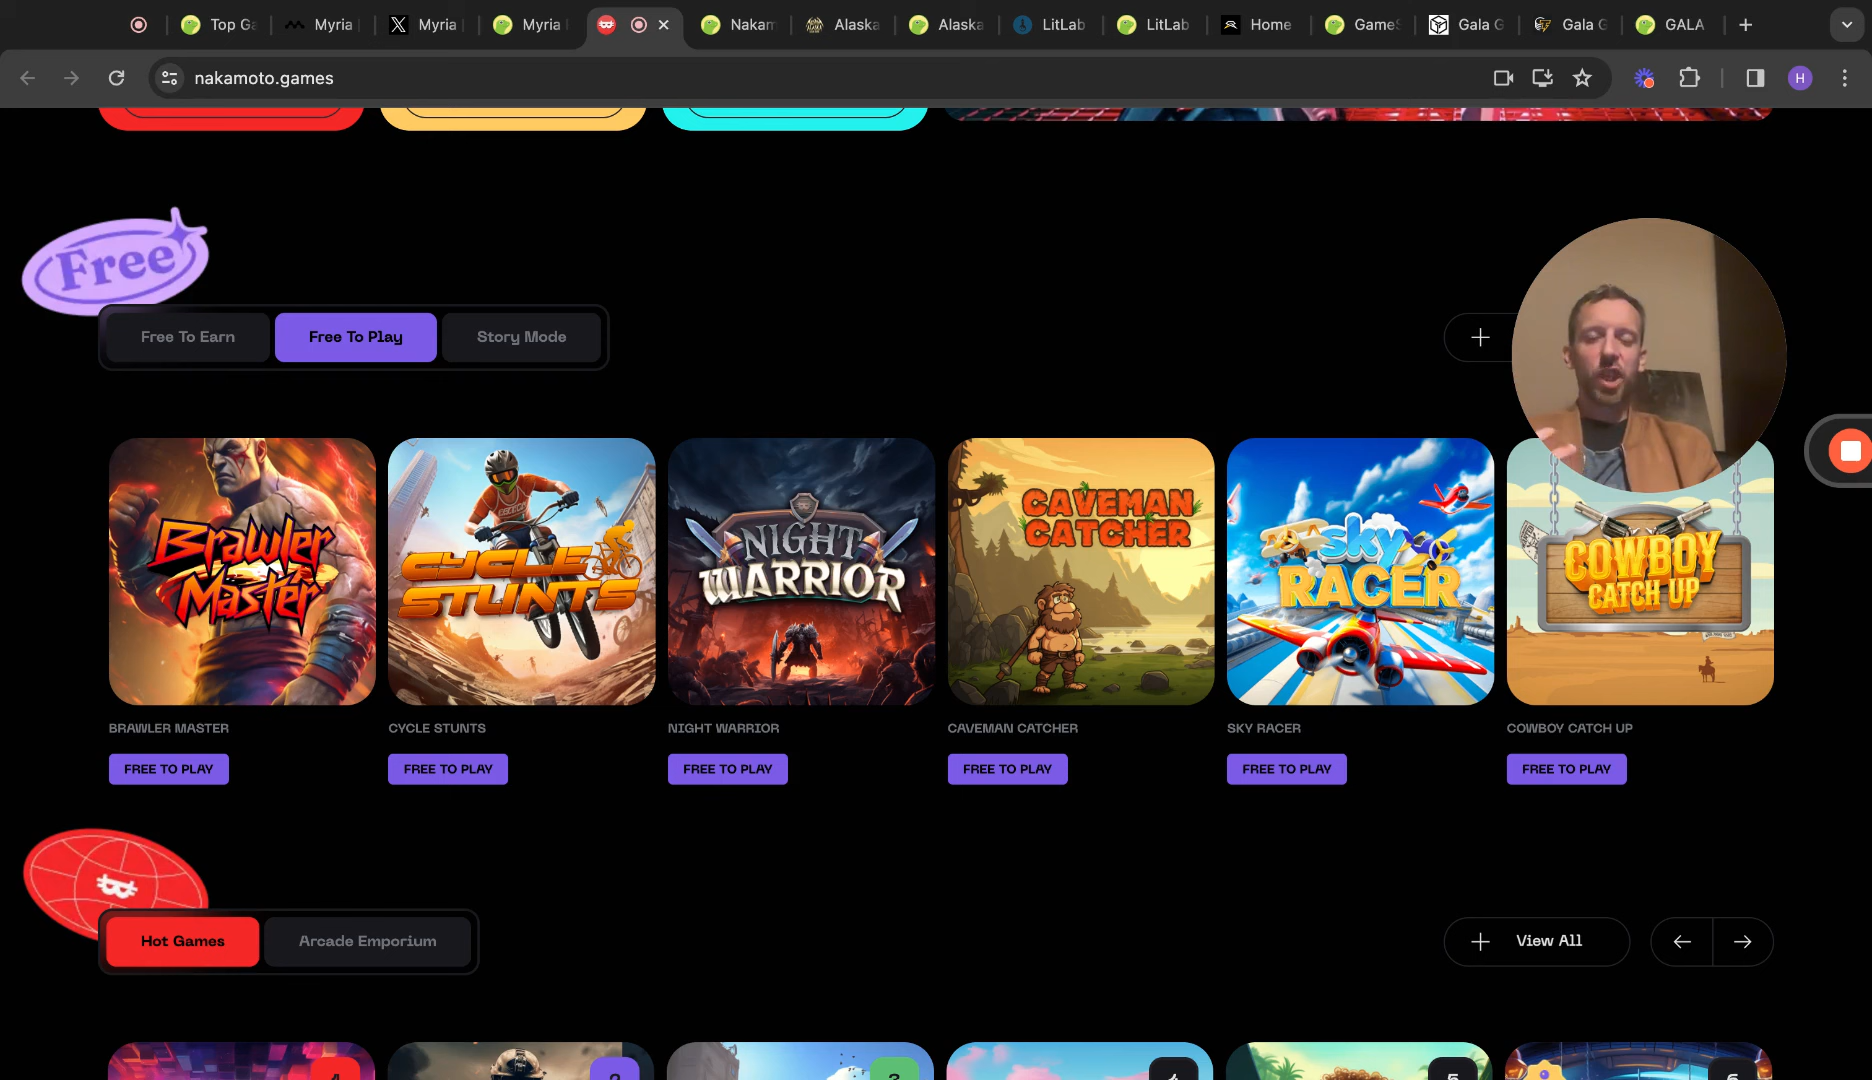 Top Ga
Myria
Myria
Myria
Nakam
Alaska
Alaska
LitLab
LitLab
Home
GameS
Gala G
Gala G
GALA
nakamoto.games
H
Free
Free To Earn
Free To Play
Story Mode
Brawler
Master
CYCLE
STUNTS
NIGHT
WARRIOR
CAVEMAN
CATCHER
sky
RACER
COWBOY
CATCH UP
BRAWLER MASTER
CYCLE STUNTS
NIGHT WARRIOR
CAVEMAN CATCHER
SKY RACER
COWBOY CATCH UP
FREE TO PLAY
FREE TO PLAY
FREE TO PLAY
FREE TO PLAY
FREE TO PLAY
FREE TO PLAY
Hot Games
Arcade Emporium
View All